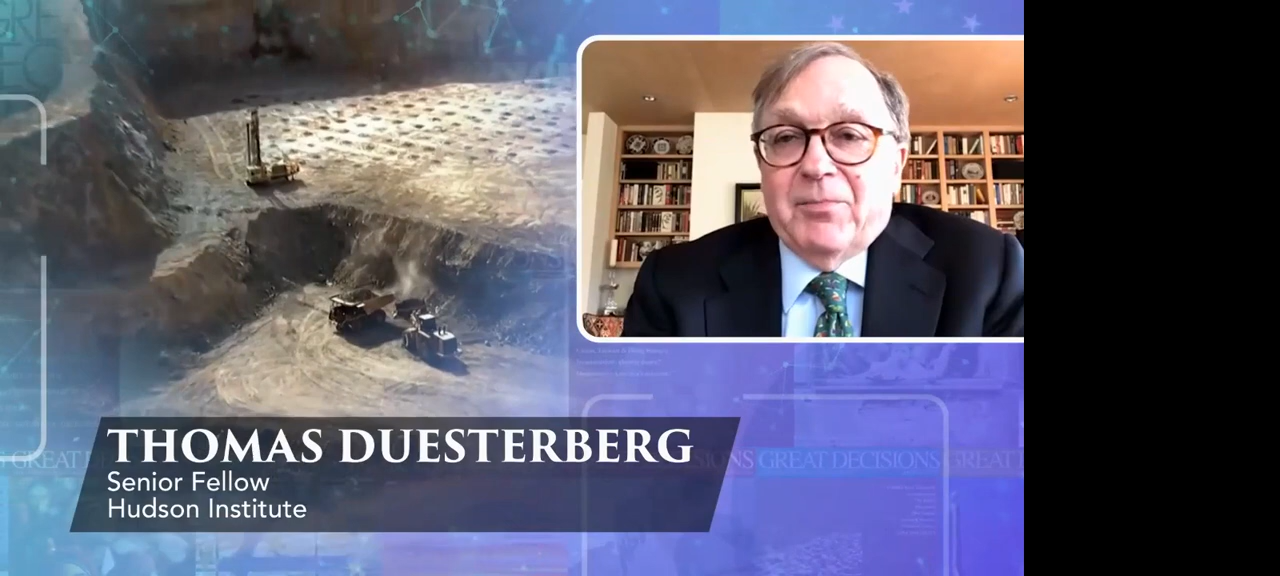 THOMAS DUESTERBERG
Senior Fellow
Hudson Institute
GREAT DECISIONS